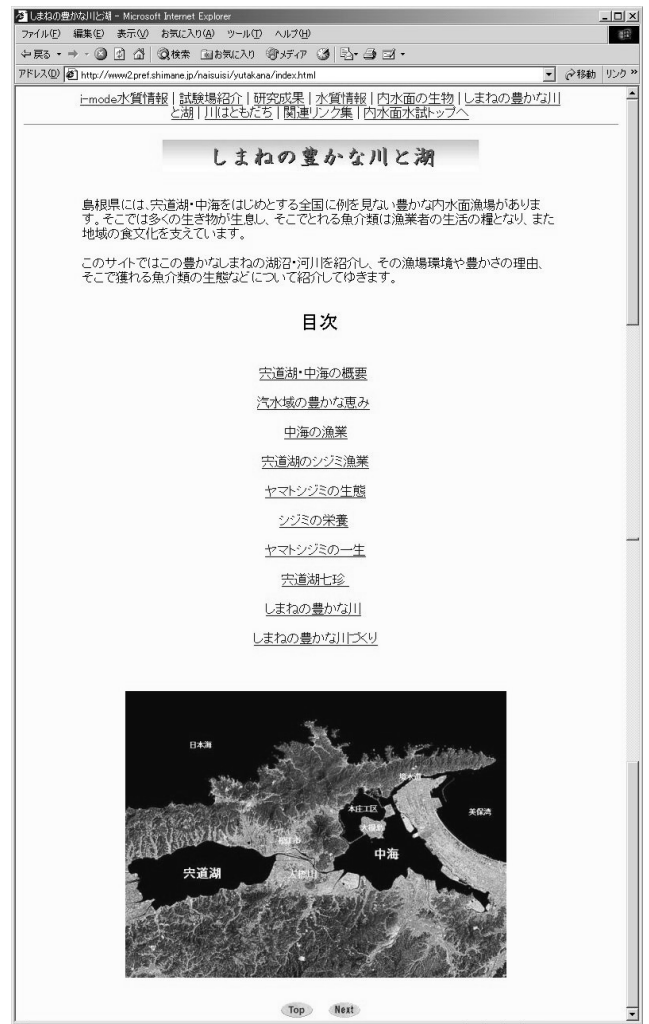 しまねの豊かな川と湖 - Microsoft Internet Explorer
ファイル(F) 編集(E) 表示(V) お気に入り(A) ツール(T) ヘルプ(H)
戻る 検索 お気に入り メディア
アドレス(D) http://www2.pref.shimane.jp/naisuisi/yutakana/index.html 移動 リンク »
i-mode水質情報 | 試験場紹介 | 研究成果 | 水質情報 | 内水面の生物 | しまねの豊かな川
と湖 | 川はともだち | 関連リンク集 | 内水面水試トップへ
しまねの豊かな川と湖
島根県には、宍道湖・中海をはじめとする全国に例を見ない豊かな内水面漁場がありま
す。そこでは多くの生き物が生息し、そこでとれる魚介類は漁業者の生活の糧となり、また
地域の食文化を支えています。
このサイトではこの豊かなしまねの湖沼・河川を紹介し、その漁場環境や豊かさの理由、
そこで獲れる魚介類の生態などについて紹介してゆきます。
目次
宍道湖・中海の概要
汽水域の豊かな恵み
中海の漁業
宍道湖のシジミ漁業
ヤマトシジミの生態
シジミの栄養
ヤマトシジミの一生
宍道湖七珍
しまねの豊かな川
しまねの豊かな川づくり
日本海
境水道
本庄工区
美保湾
大根島
松江市
中海
宍道湖
大橋川
Top Next